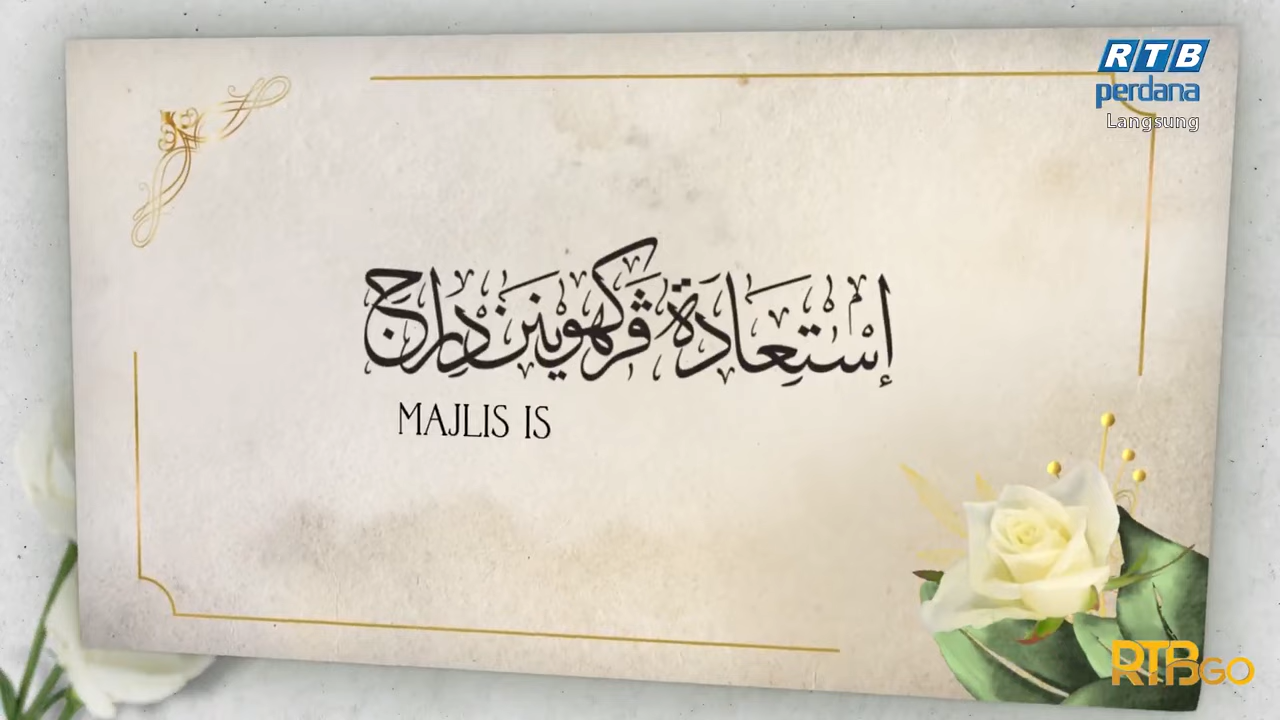 RTB
perdana
Langsung
إستعادة ڤركهوينن دراج
MAJLIS IS
RTBGO